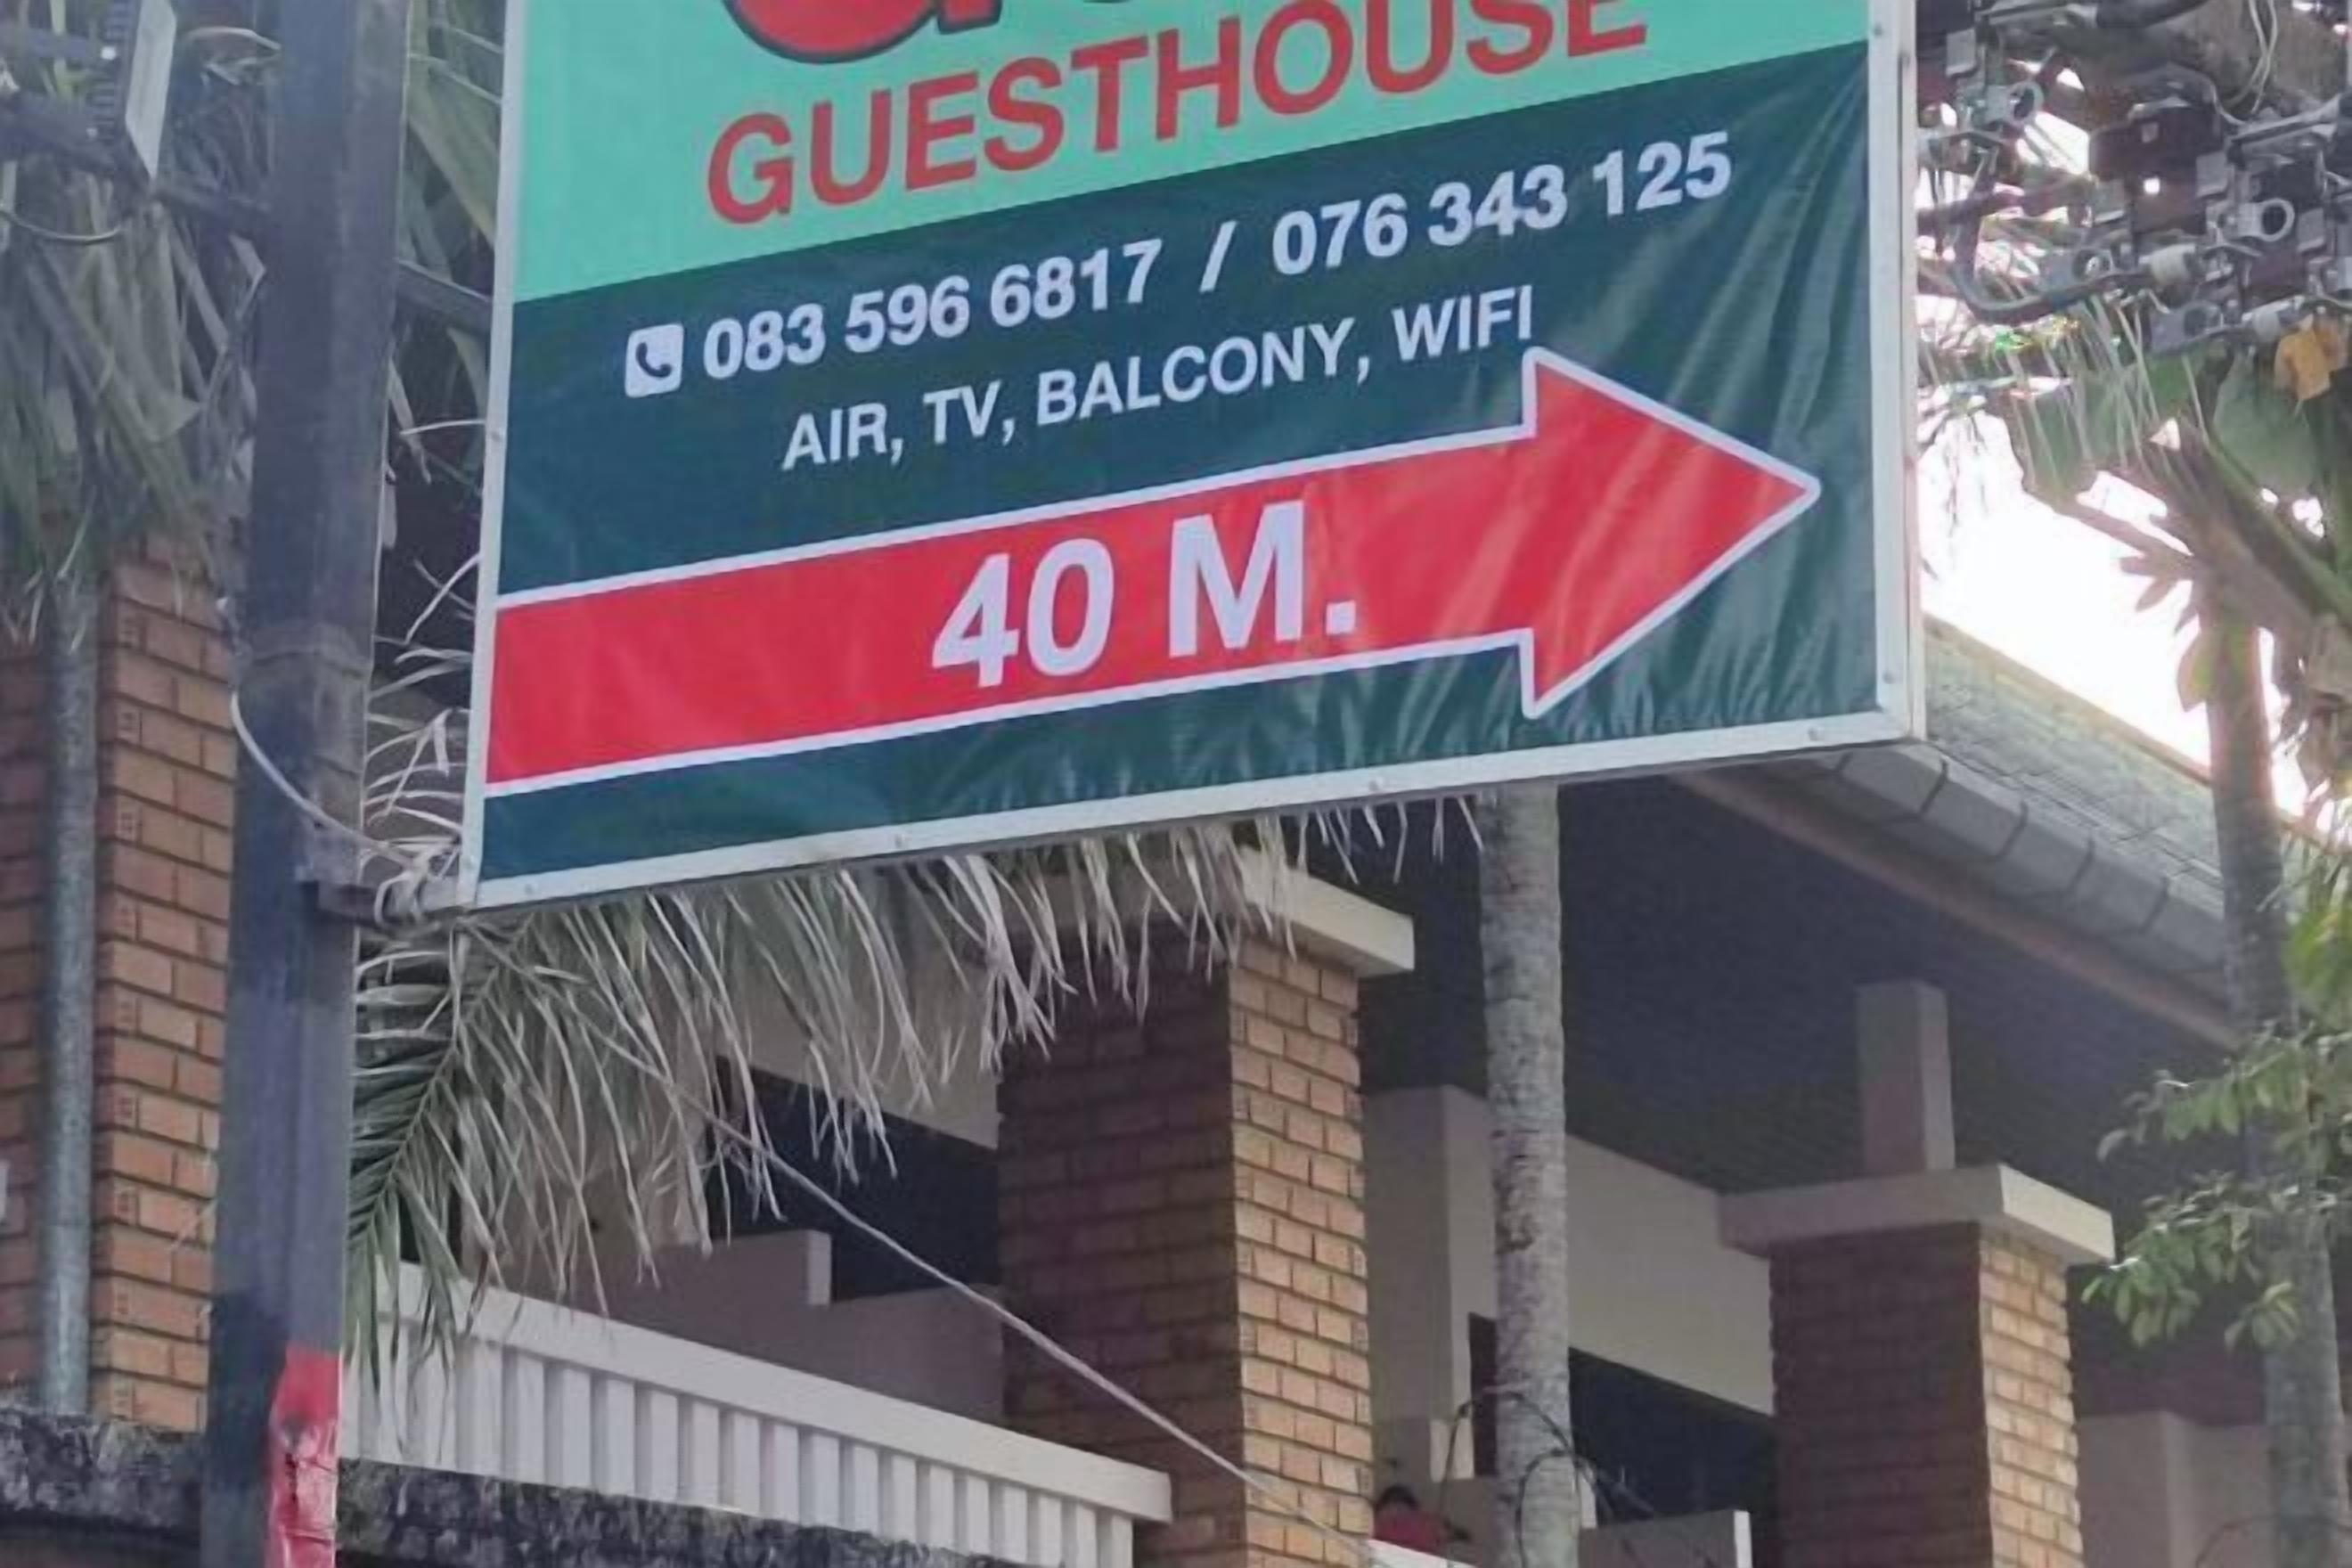 GUESTHOUSE
083 596 6817 / 076 343 125
AIR, TV, BALCONY, WIFI
40 M.